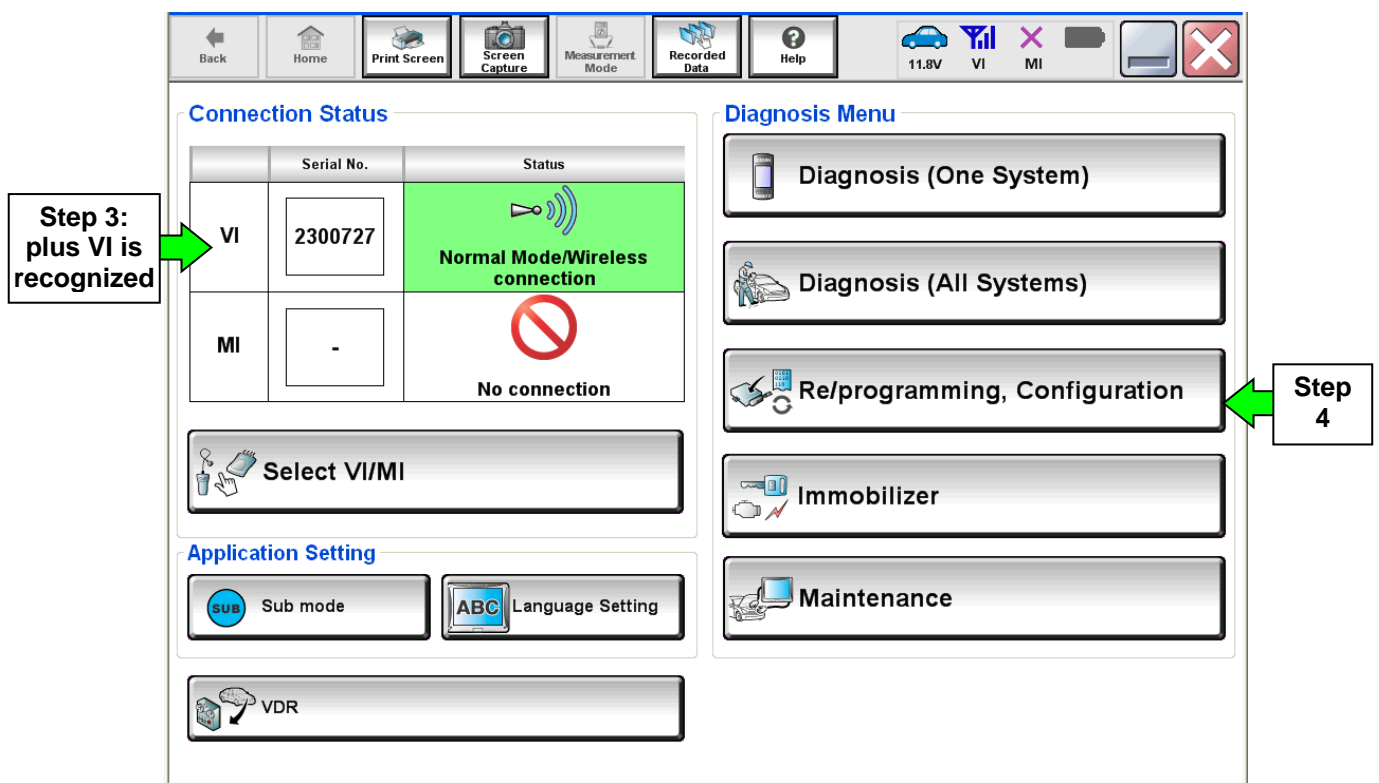 Back
Home
Print Screen
Screen
Capture
Measurement
Mode
Recorded
Data
Help
11.8V
VI
MI
Connection Status
Serial No.
Status
VI
2300727
Normal Mode/Wireless
connection
MI
-
No connection
Select VI/MI
Application Setting
SUB
Sub mode
ABC
Language Setting
VDR
Diagnosis Menu
Diagnosis (One System)
Diagnosis (All Systems)
Re/programming, Configuration
Immobilizer
Maintenance
Step 3:
plus VI is
recognized
Step
4